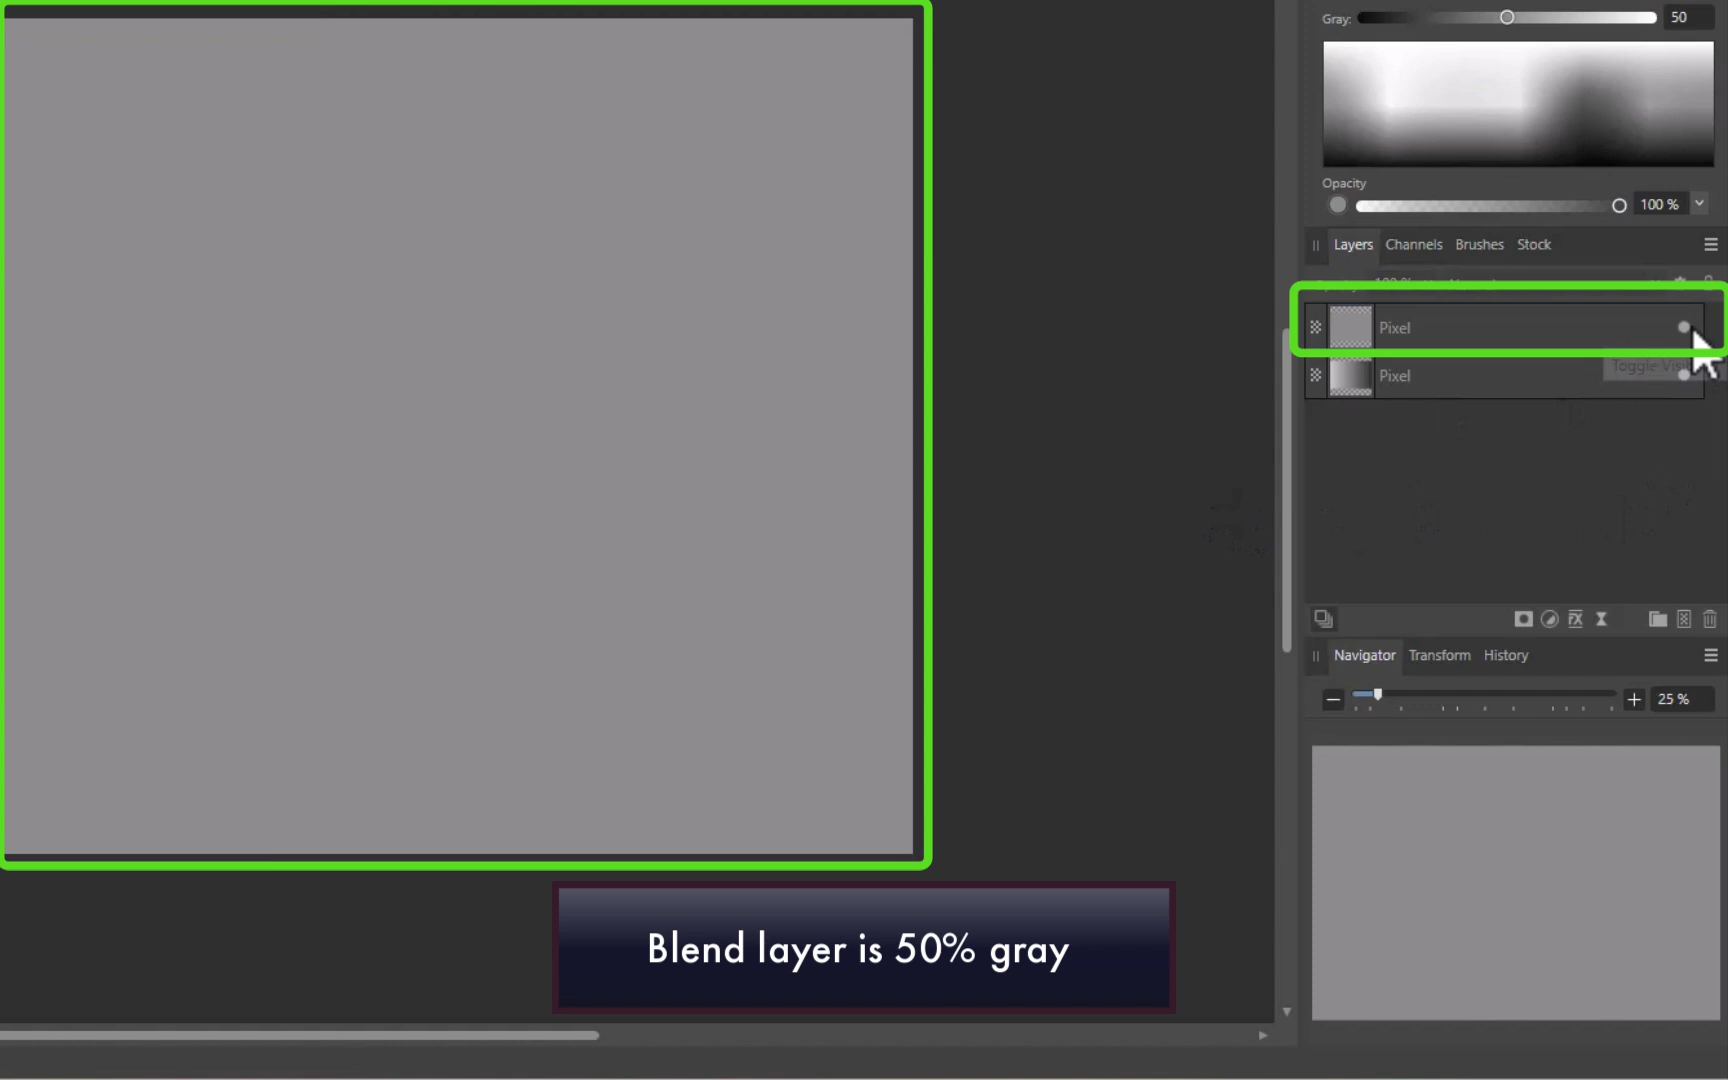 Gray: 50
Opacity
100 %
Layers Channels Brushes Stock
Pixel
Pixel
Navigator Transform History
25 %
Blend layer is 50% gray